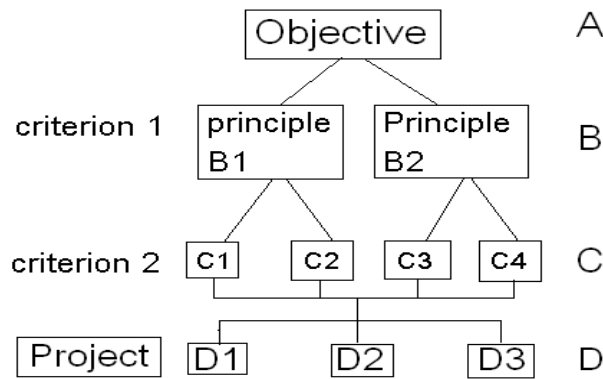 Objective A
criterion 1 principle Principle
B1 B2 B
criterion 2 C1 C2 C3 C4 C
Project D1 D2 D3 D